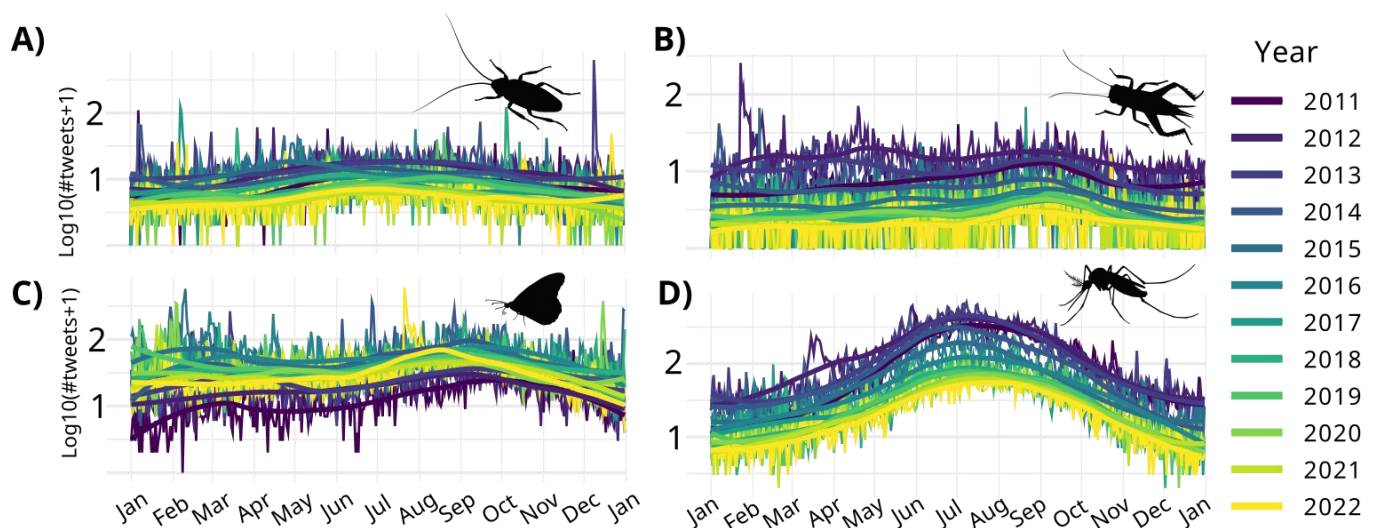 A)
B)
Log10(#tweets+1)
2
1
2
1
C)
D)
Log10(#tweets+1)
2
1
2
1
Jan Feb Mar Apr May Jun Jul Aug Sep Oct Nov Dec Jan
Jan Feb Mar Apr May Jun Jul Aug Sep Oct Nov Dec Jan
Year
2011
2012
2013
2014
2015
2016
2017
2018
2019
2020
2021
2022